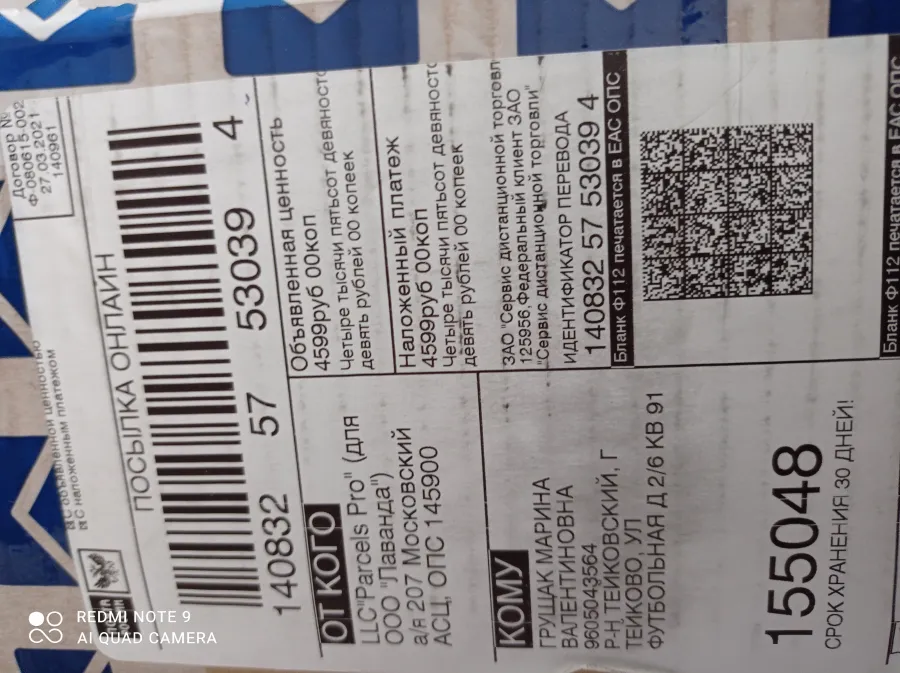 Договор №
Ф-080615-002
27.03.2021
140961
С объявленной ценностью
С наложенным платежом
ПОСЫЛКА ОНЛАЙН
140832 57 53039 4
ОТ КОГО
LLC"Parcels Pro" (для
ООО "Лаванда")
а/я 207 Московский
АСЦ, ОПС 145900
Объявленная ценность
4599руб 00коп
Четыре тысячи пятьсот девяносто
девять рублей 00 копеек
Наложенный платеж
4599руб 00коп
Четыре тысячи пятьсот девяносто
девять рублей 00 копеек
ЗАО "Сервис дистанционной торговл
125956,Федеральный клиент ЗАО
"Сервис дистанционной торговли"
ИДЕНТИФИКАТОР ПЕРЕВОДА
140832 57 53039 4
Бланк Ф112 печатается в ЕАС ОПС
КОМУ
ГРУЩАК МАРИНА
ВАЛЕНТИНОВНА
9605043564
Р-Н ТЕЙКОВСКИЙ, Г
ТЕЙКОВО, УЛ
ФУТБОЛЬНАЯ Д 2/6 КВ 91
155048
СРОК ХРАНЕНИЯ 30 ДНЕЙ!
Бланк Ф112 печатается в ЕАС ОПС
REDMI NOTE 9
AI QUAD CAMERA